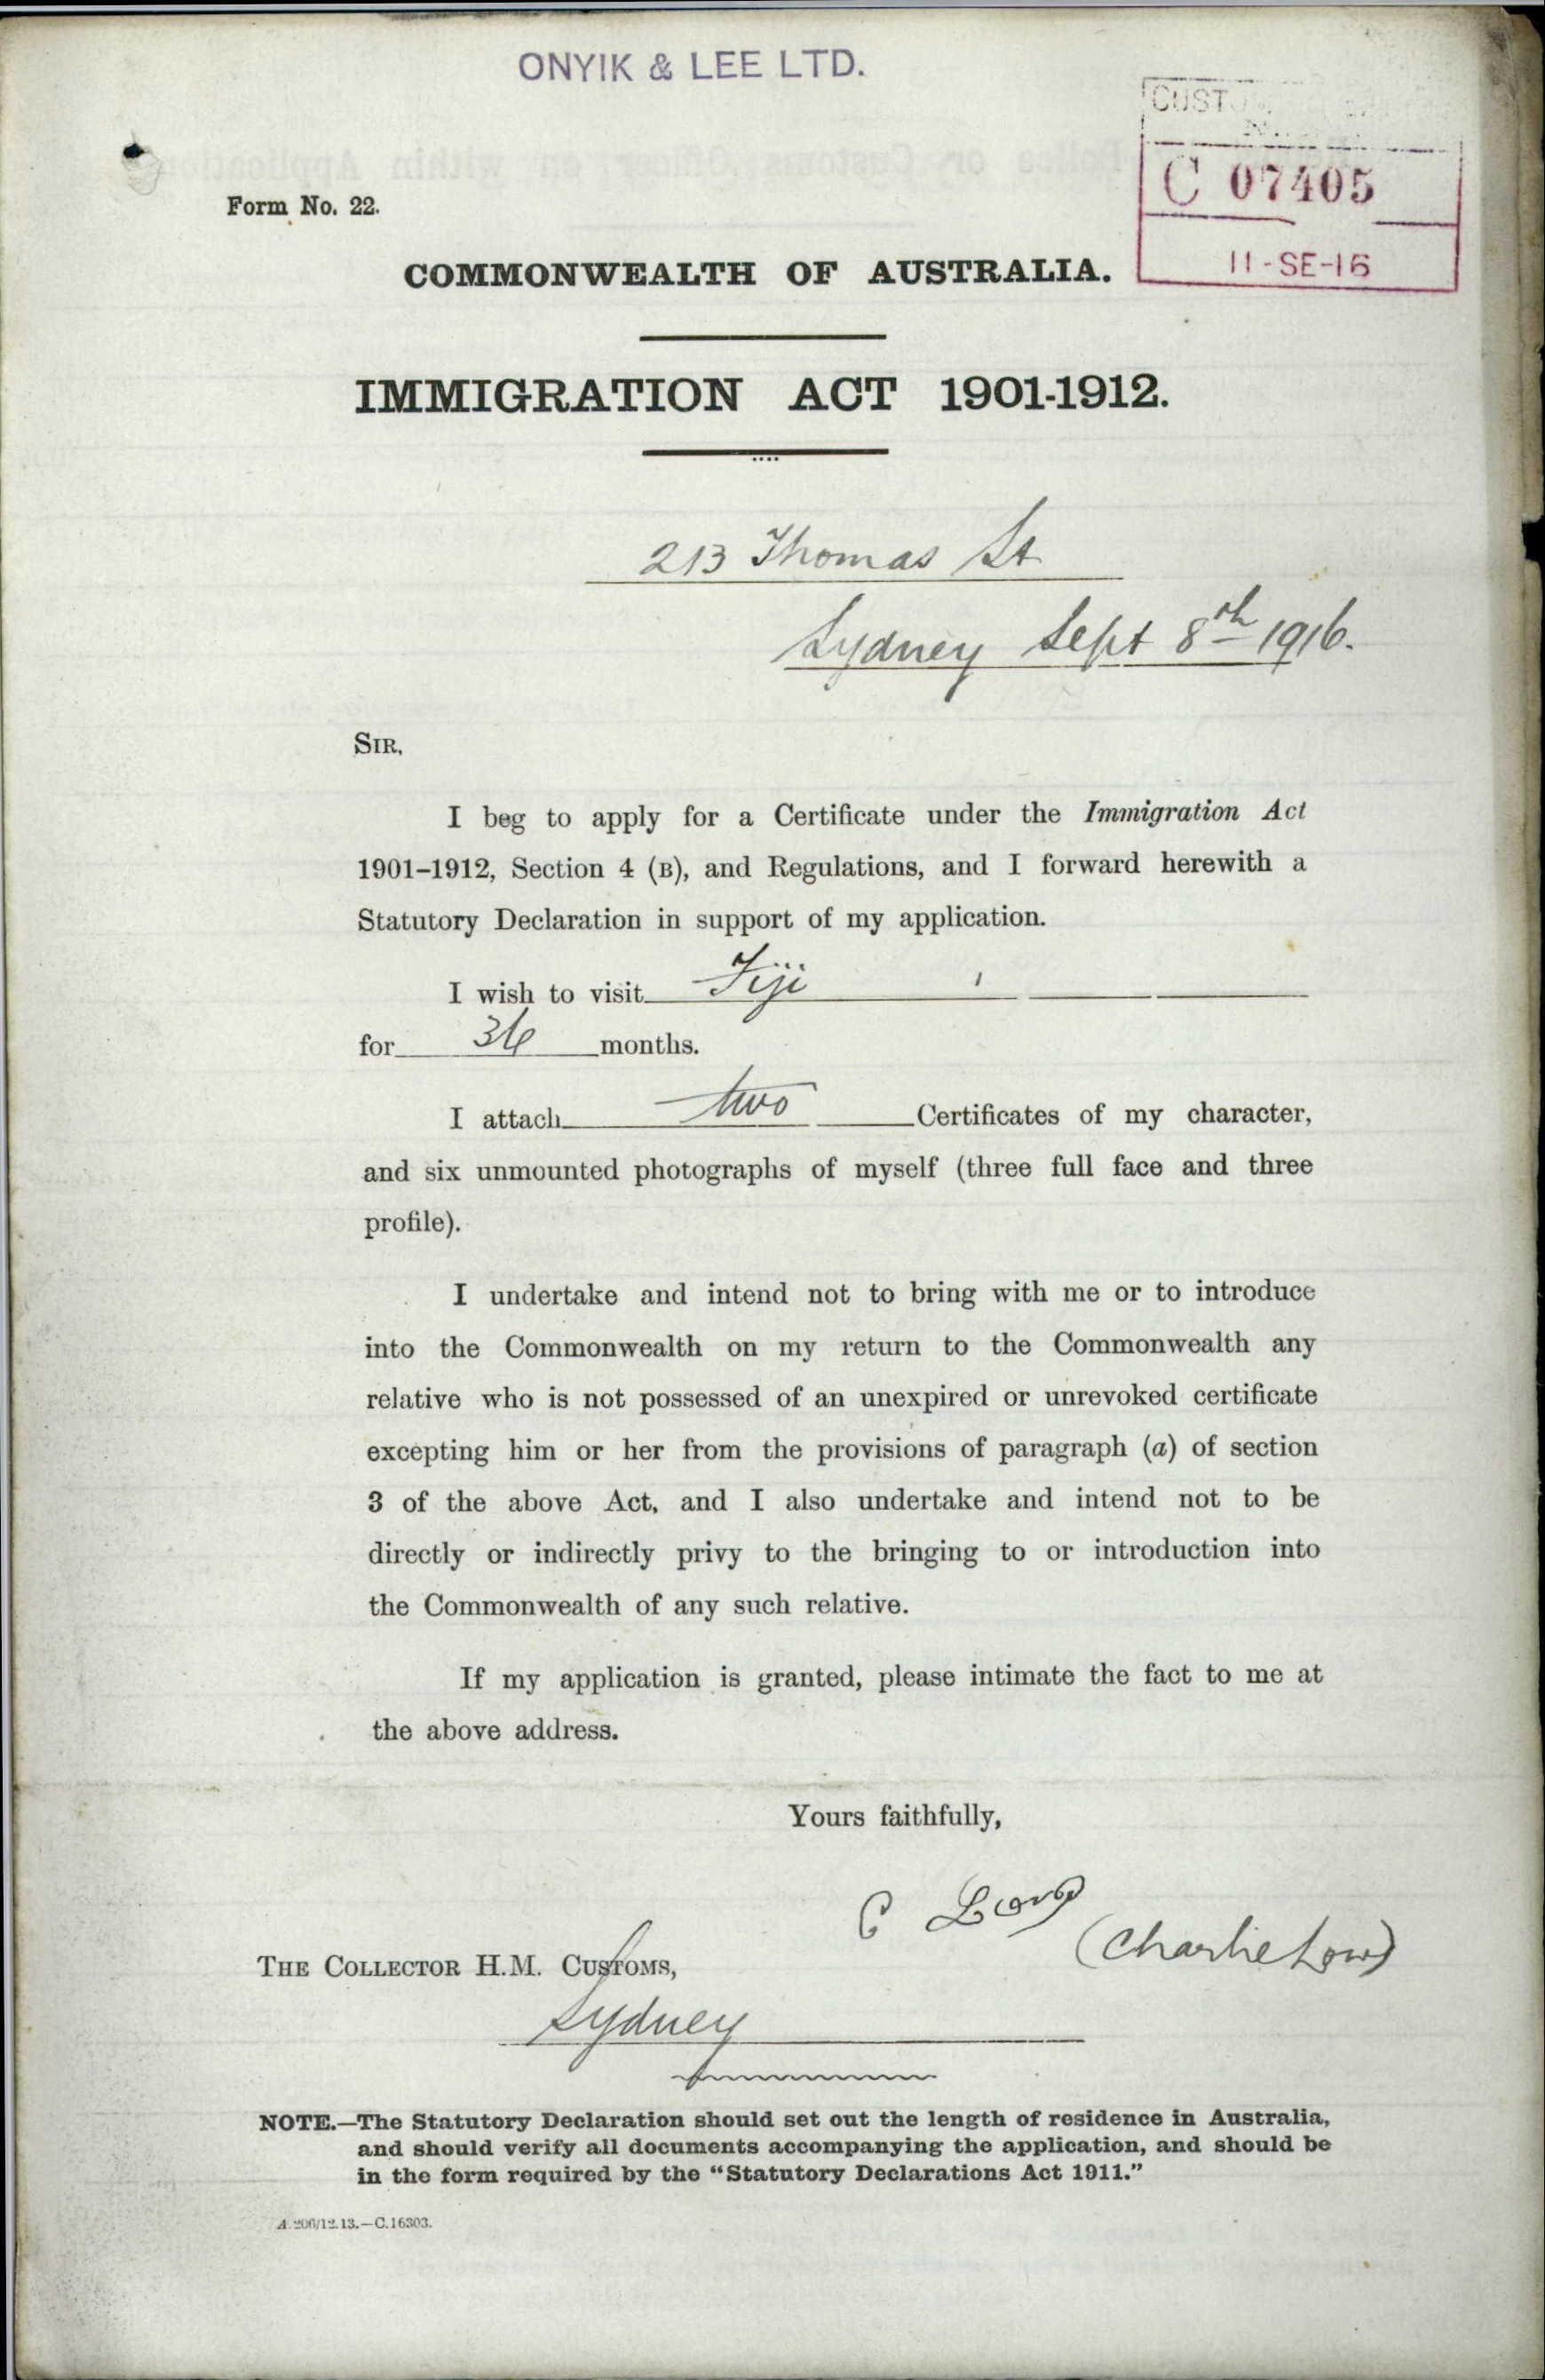 ONYIK & LEE LTD.
CUST
C 07405
11-SE-16
Form No. 22.
COMMONWEALTH OF AUSTRALIA.
IMMIGRATION ACT 1901-1912.
213 Thomas St
Sydney Sept 8th 1916.
SIR,
I beg to apply for a Certificate under the Immigration Act
1901–1912, Section 4 (B), and Regulations, and I forward herewith a
Statutory Declaration in support of my application.
I wish to visit Fiji
for 36 months.
I attach two Certificates of my character,
and six unmounted photographs of myself (three full face and three
profile).
I undertake and intend not to bring with me or to introduce
into the Commonwealth on my return to the Commonwealth any
relative who is not possessed of an unexpired or unrevoked certificate
excepting him or her from the provisions of paragraph (a) of section
3 of the above Act, and I also undertake and intend not to be
directly or indirectly privy to the bringing to or introduction into
the Commonwealth of any such relative.
If my application is granted, please intimate the fact to me at
the above address.
Yours faithfully,
C
(Charlie Low)
THE COLLECTOR H.M. CUSTOMS,
Sydney
NOTE.—The Statutory Declaration should set out the length of residence in Australia,
and should verify all documents accompanying the application, and should be
in the form required by the “Statutory Declarations Act 1911.”
A.206/12.13.—C.16303.